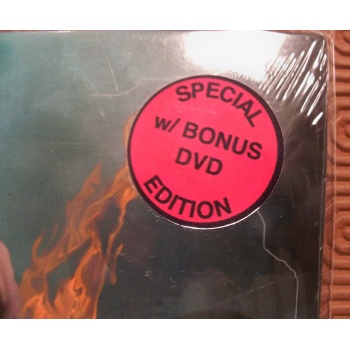 SPECIAL
w/ BONUS
DVD
EDITION